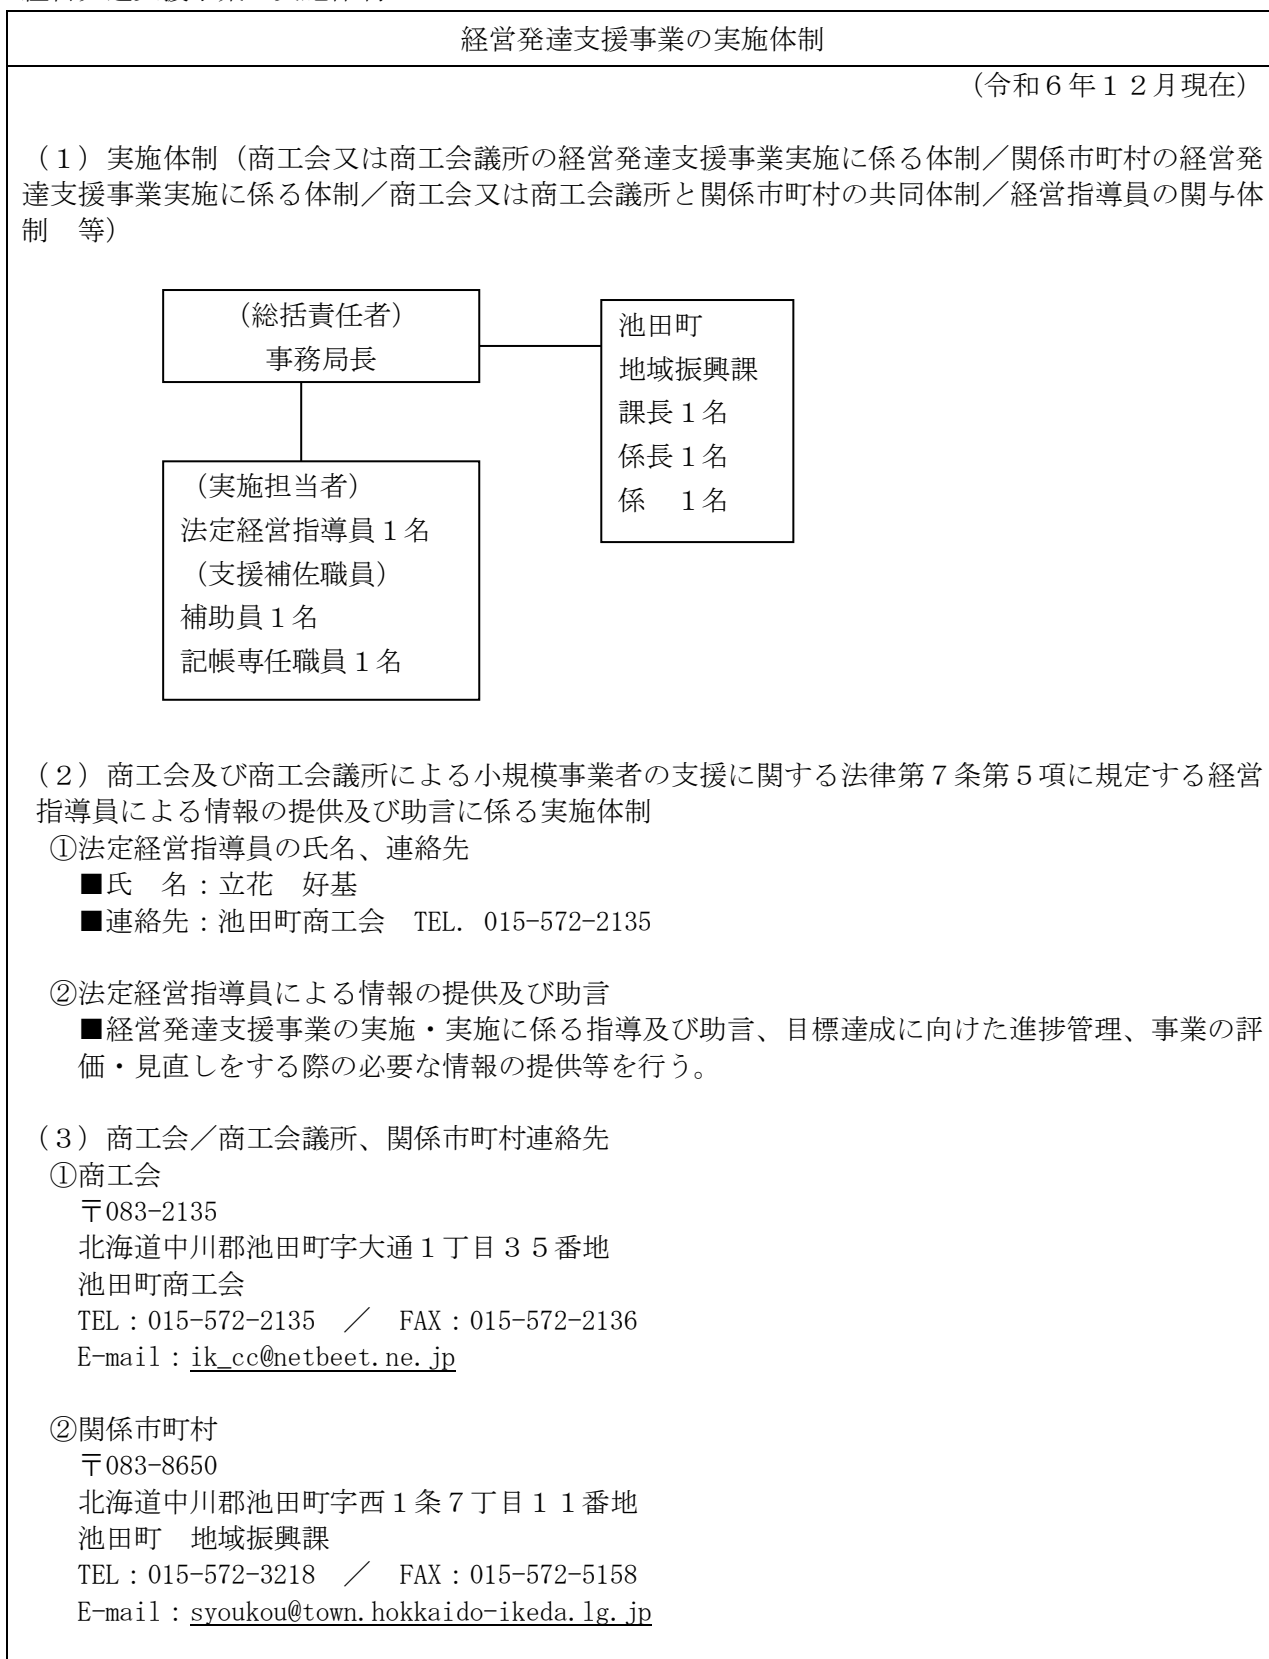 経営発達支援事業の実施体制
（令和６年１２月現在）
（１）実施体制（商工会又は商工会議所の経営発達支援事業実施に係る体制／関係市町村の経営発
達支援事業実施に係る体制／商工会又は商工会議所と関係市町村の共同体制／経営指導員の関与体
制　等）
（総括責任者）
事務局長
池田町
地域振興課
課長１名
係長１名
係　１名
（実施担当者）
法定経営指導員１名
（支援補佐職員）
補助員１名
記帳専任職員１名
（２）商工会及び商工会議所による小規模事業者の支援に関する法律第７条第５項に規定する経営
指導員による情報の提供及び助言に係る実施体制
①法定経営指導員の氏名、連絡先
■氏　名：立花　好基
■連絡先：池田町商工会　TEL. 015-572-2135
②法定経営指導員による情報の提供及び助言
■経営発達支援事業の実施・実施に係る指導及び助言、目標達成に向けた進捗管理、事業の評
価・見直しをする際の必要な情報の提供等を行う。
（３）商工会／商工会議所、関係市町村連絡先
①商工会
〒083-2135
北海道中川郡池田町字大通１丁目３５番地
池田町商工会
TEL：015-572-2135　／　FAX：015-572-2136
E-mail：ik_cc@netbeet.ne.jp
②関係市町村
〒083-8650
北海道中川郡池田町字西１条７丁目１１番地
池田町　地域振興課
TEL：015-572-3218　／　FAX：015-572-5158
E-mail：syoukou@town.hokkaido-ikeda.lg.jp